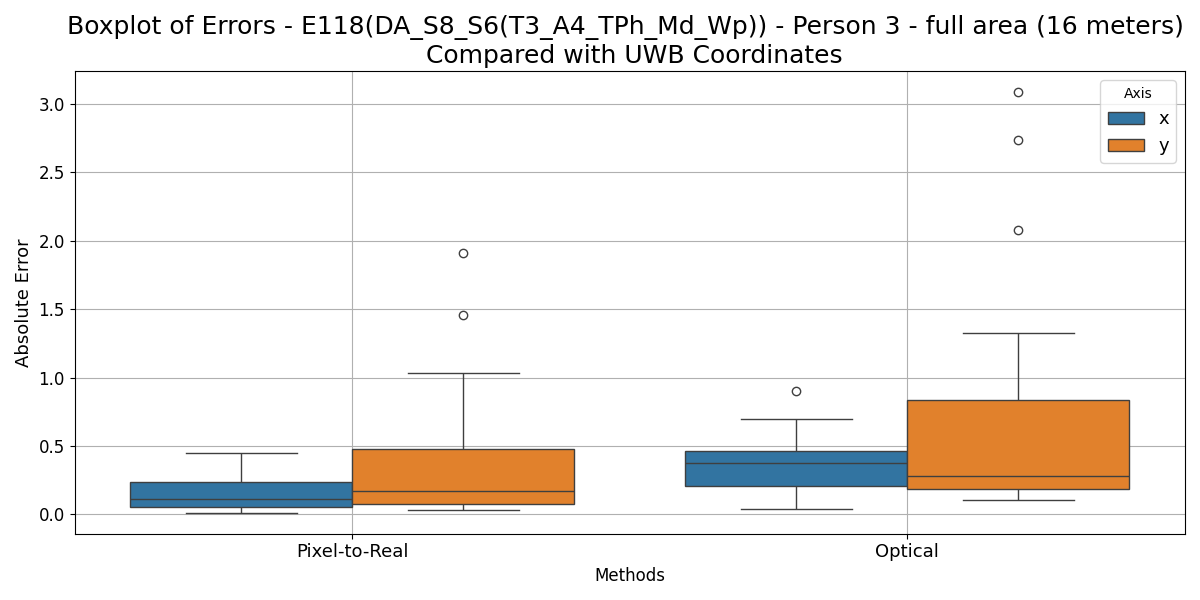 Boxplot of Errors - E118(DA_S8_S6(T3_A4_TPh_Md_Wp)) - Person 3 - full area (16 meters)
Compared with UWB Coordinates
Absolute Error
3.0
2.5
2.0
1.5
1.0
0.5
0.0
Axis
x
y
Pixel-to-Real
Optical
Methods